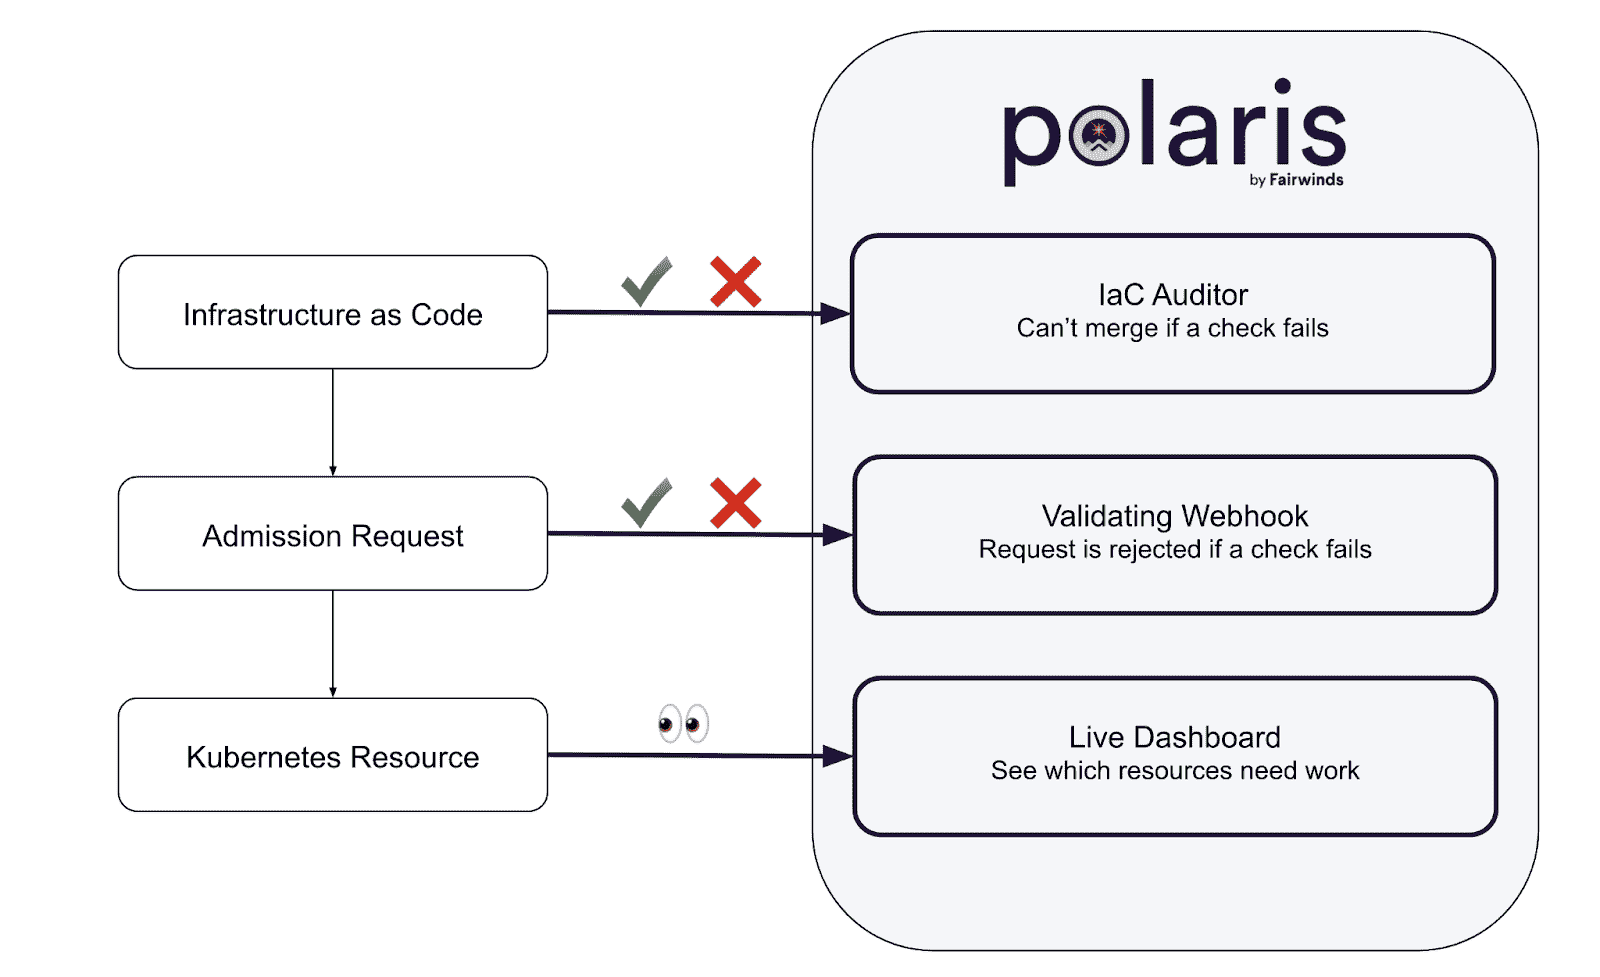 polaris
by Fairwinds
Infrastructure as Code
IaC Auditor
Can’t merge if a check fails
Admission Request
Validating Webhook
Request is rejected if a check fails
Kubernetes Resource
Live Dashboard
See which resources need work